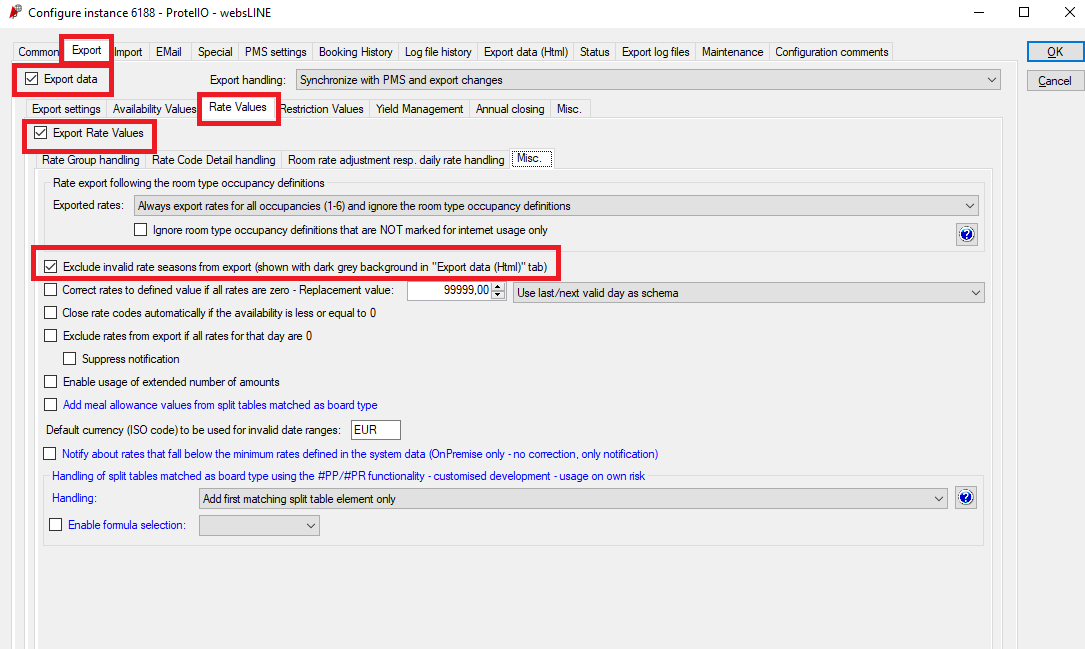 Configure instance 6188 - ProtelIO - websLINE
Common Export Import EMail Special PMS settings Booking History Log file history Export data (Html) Status Export log files Maintenance Configuration comments
OK
Export data Export handling: Synchronize with PMS and export changes
Cancel
Export settings Availability Values Rate Values Restriction Values Yield Management Annual closing Misc.
Export Rate Values
Rate Group handling Rate Code Detail handling Room rate adjustment resp. daily rate handling Misc.
Rate export following the room type occupancy definitions
Exported rates: Always export rates for all occupancies (1-6) and ignore the room type occupancy definitions
Ignore room type occupancy definitions that are NOT marked for internet usage only
Exclude invalid rate seasons from export (shown with dark grey background in "Export data (Html)" tab)
Correct rates to defined value if all rates are zero - Replacement value: 99999,00 Use last/next valid day as schema
Close rate codes automatically if the availability is less or equal to 0
Exclude rates from export if all rates for that day are 0
Suppress notification
Enable usage of extended number of amounts
Add meal allowance values from split tables matched as board type
Default currency (ISO code) to be used for invalid date ranges: EUR
Notify about rates that fall below the minimum rates defined in the system data (OnPremise only - no correction, only notification)
Handling of split tables matched as board type using the #PP/#PR functionality - customised development - usage on own risk
Handling: Add first matching split table element only
Enable formula selection: